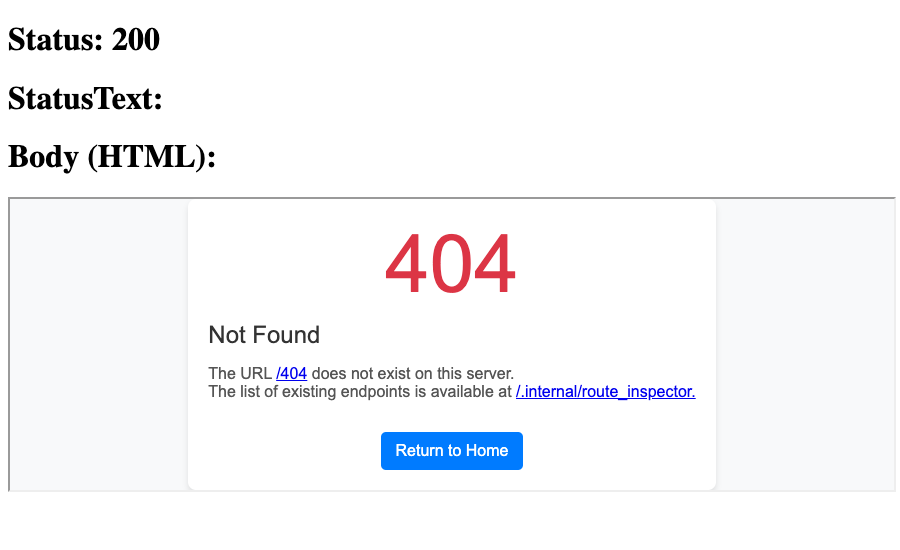 Status: 200
StatusText:
Body (HTML):
404
Not Found
The URL /404 does not exist on this server.
The list of existing endpoints is available at /.internal/route_inspector.
Return to Home